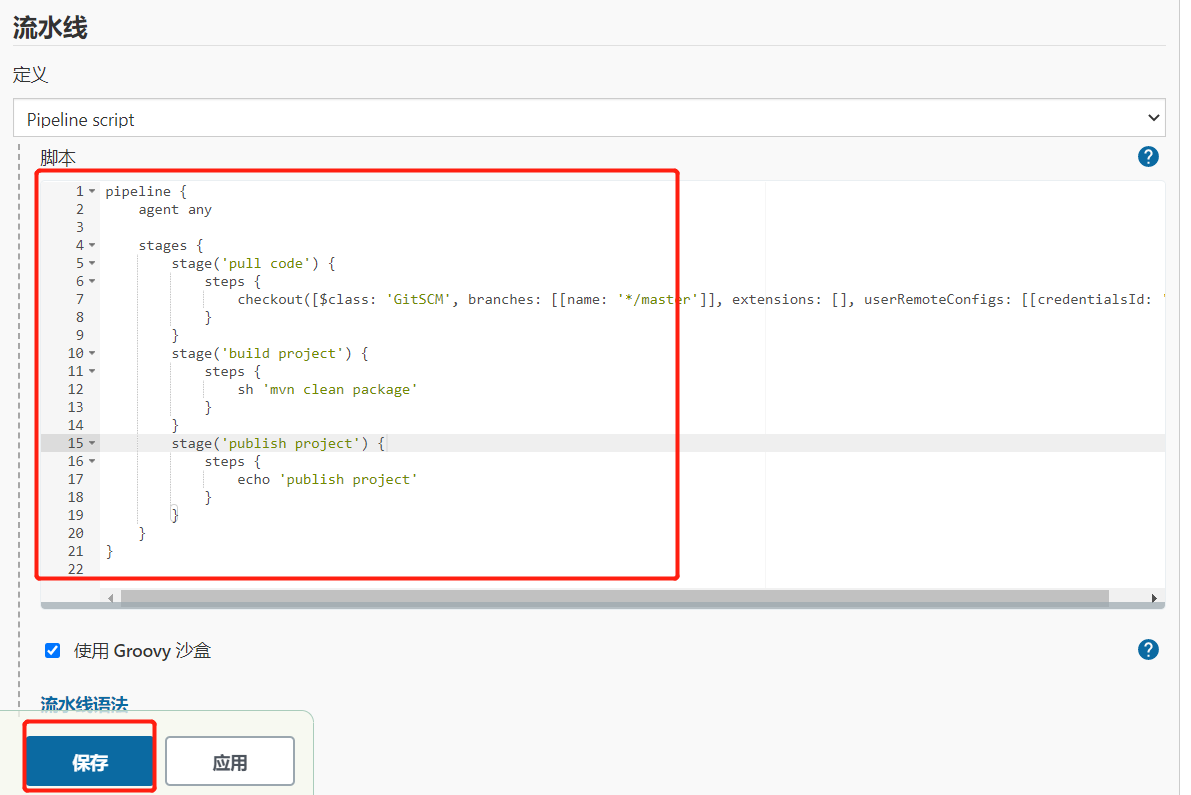 流水线
定义
Pipeline script
脚本
?
1 pipeline {
2     agent any
3
4     stages {
5         stage('pull code') {
6             steps {
7                 checkout([$class: 'GitSCM', branches: [[name: '*/master']], extensions: [], userRemoteConfigs: [[credentialsId: '
8             }
9         }
10         stage('build project') {
11             steps {
12                 sh 'mvn clean package'
13             }
14         }
15         stage('publish project') {
16             steps {
17                 echo 'publish project'
18             }
19         }
20     }
21 }
22
使用 Groovy 沙盒
?
流水线语法
保存
应用